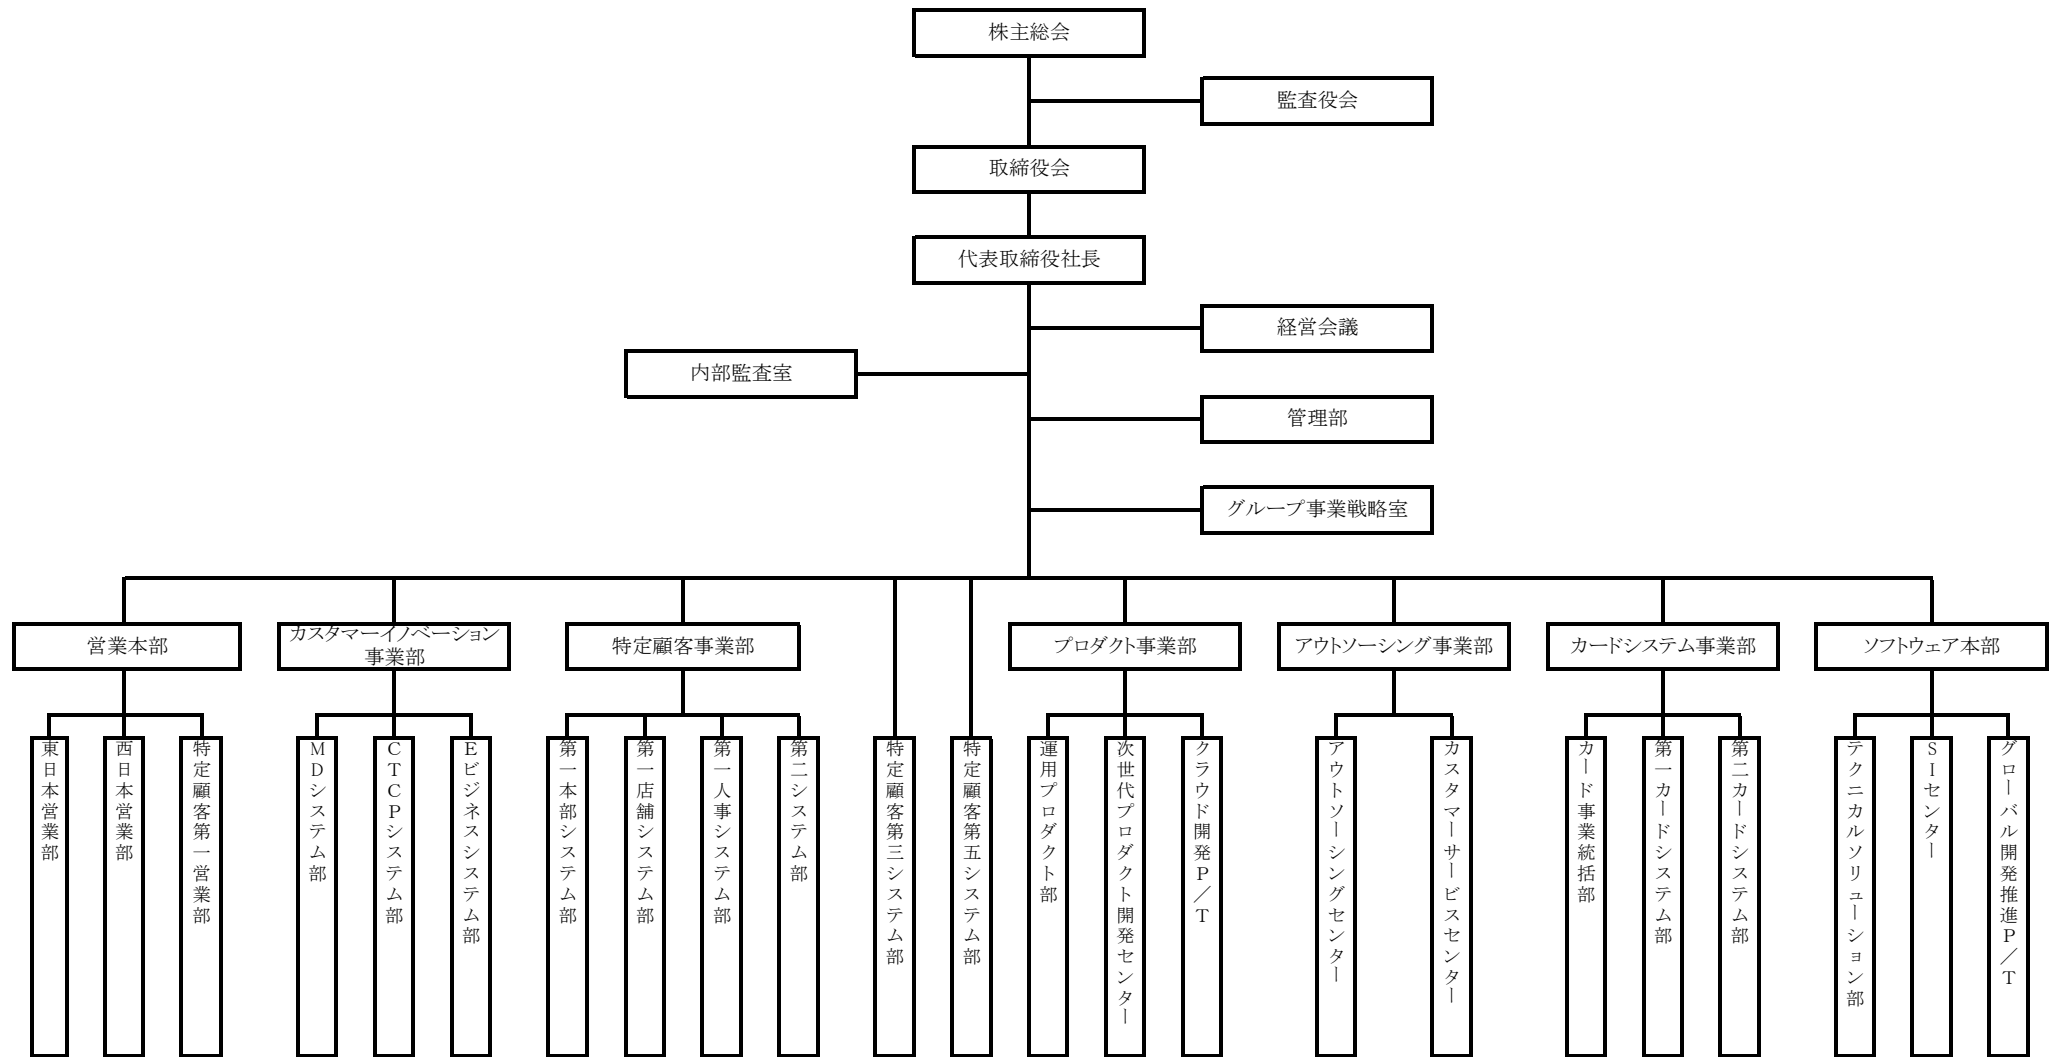 株主総会
監査役会
取締役会
代表取締役社長
経営会議
内部監査室
管理部
グループ事業戦略室
営業本部
カスタマーイノベーション
事業部
特定顧客事業部
プロダクト事業部
アウトソーシング事業部
カードシステム事業部
ソフトウェア本部
東日本営業部
西日本営業部
特定顧客第一営業部
MDシステム部
CTCPシステム部
Eビジネスシステム部
第一本部システム部
第一店舗システム部
第一人事システム部
第二システム部
特定顧客第三システム部
特定顧客第五システム部
運用プロダクト部
次世代プロダクト開発センター
クラウド開発P/T
アウトソーシングセンター
カスタマーサービスセンター
カード事業統括部
第一カードシステム部
第二カードシステム部
テクニカルソリューション部
SIセンター
グローバル開発推進P/T